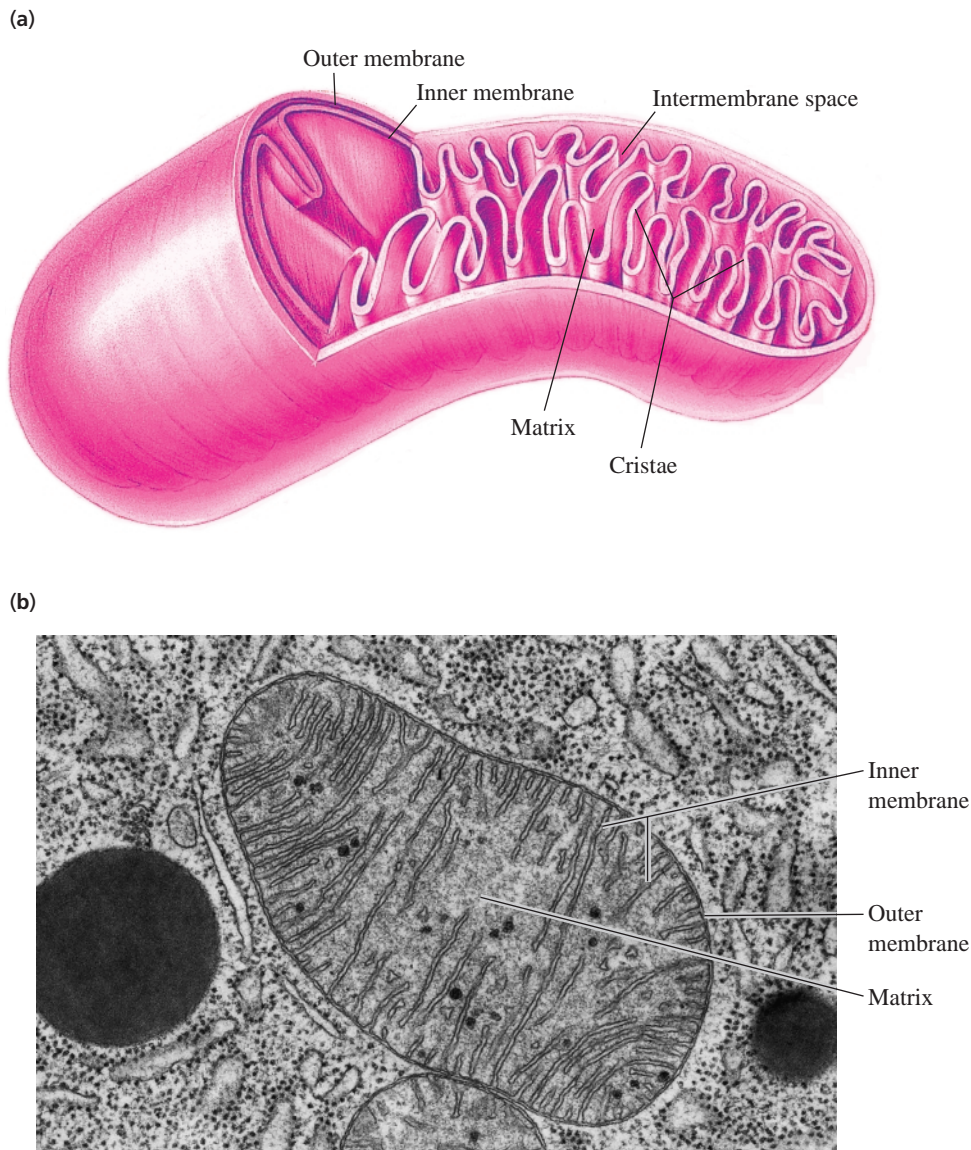 (a)
Outer membrane
Inner membrane
Intermembrane space
Matrix
Cristae
(b)
Inner
membrane
Outer
membrane
Matrix